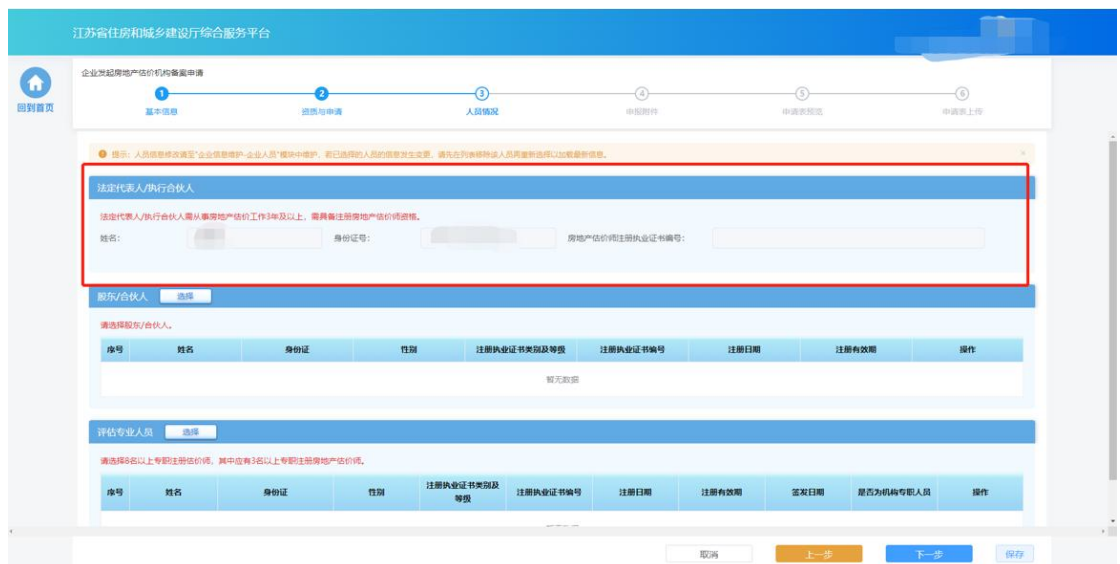 江苏省住房和城乡建设厅综合服务平台
回到首页
企业发起房地产估价机构备案申请
1 2 3 4 5 6
基本信息 资质与申请 人员情况 申报附件 申请表预览 申请表上传
提示：人员信息修改请至"企业信息维护-企业人员"模块中维护，若已选择的人员的信息发生变更，请先在列表移除该人员再重新选择以加载最新信息。 ×
法定代表人/执行合伙人
法定代表人/执行合伙人需从事房地产估价工作3年及以上，需具备注册房地产估价师资格。
姓名： 身份证号： 房地产估价师注册执业证书编号：
股东/合伙人 选择
请选择股东/合伙人。
序号 姓名 身份证 性别 注册执业证书类别及等级 注册执业证书编号 注册日期 注册有效期 操作
暂无数据
评估专业人员 选择
请选择8名以上专职注册估价师，其中应有3名以上专职注册房地产估价师。
序号 姓名 身份证 性别 注册执业证书类别及等级 注册执业证书编号 注册日期 注册有效期 签发日期 是否为机构专职人员 操作
取消 上一步 下一步 保存